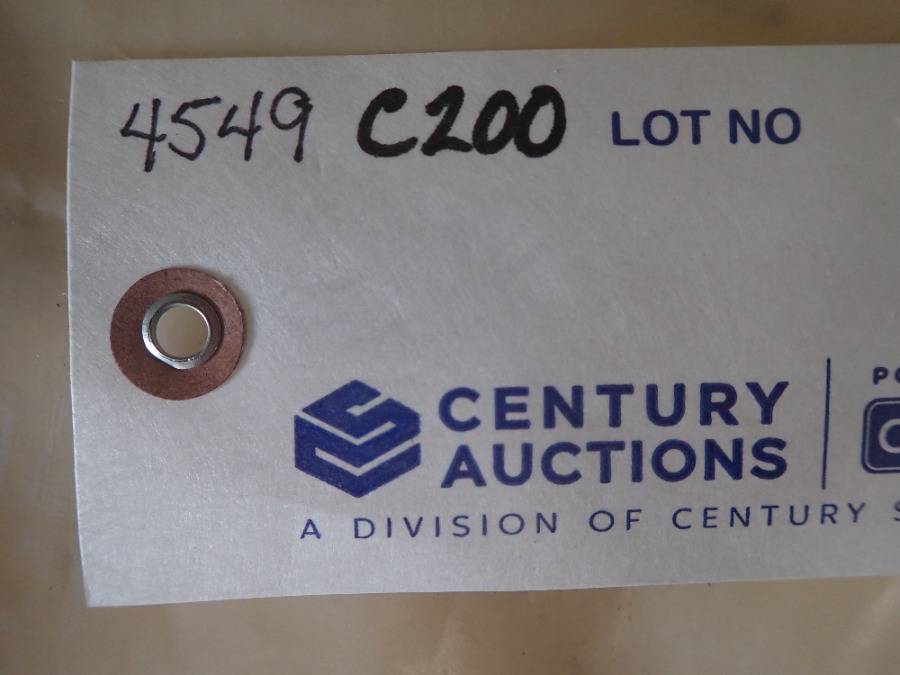 4549 C200 LOT NO
CENTURY
AUCTIONS
A DIVISION OF CENTURY